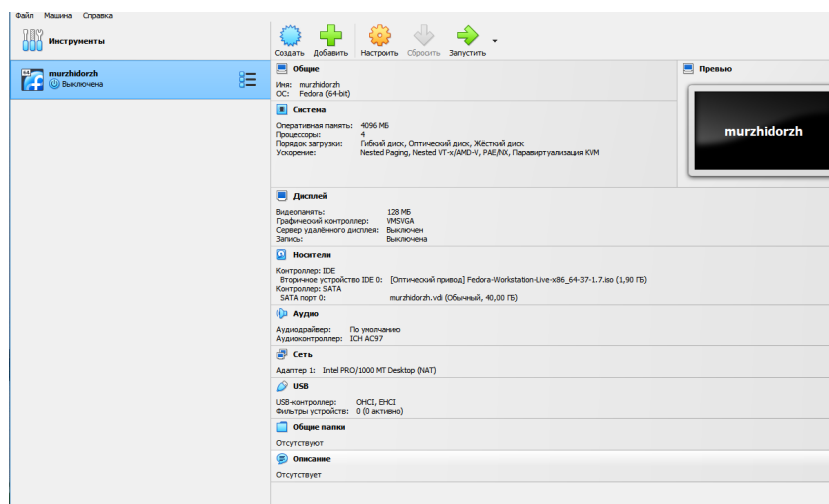 Файл Машина Справка
Инструменты
Создать Добавить Настроить Сбросить Запустить
64
murzhidorzh
Выключена
Общие
Имя: murzhidorzh
ОС: Fedora (64-bit)
Превью
murzhidorzh
Система
Оперативная память: 4096 МБ
Процессоры: 4
Порядок загрузки: Гибкий диск, Оптический диск, Жёсткий диск
Ускорение: Nested Paging, Nested VT-x/AMD-V, PAE/NX, Паравиртуализация KVM
Дисплей
Видеопамять: 128 МБ
Графический контроллер: VMSVGA
Сервер удалённого дисплея: Выключен
Запись: Выключена
Носители
Контроллер: IDE
Вторичное устройство IDE 0: [Оптический привод] Fedora-Workstation-Live-x86_64-37-1.7.iso (1,90 ГБ)
Контроллер: SATA
SATA порт 0: murzhidorzh.vdi (Обычный, 40,00 ГБ)
Аудио
Аудиодрайвер: По умолчанию
Аудиоконтроллер: ICH AC97
Сеть
Адаптер 1: Intel PRO/1000 MT Desktop (NAT)
USB
USB-контроллер: OHCI, EHCI
Фильтры устройств: 0 (0 активно)
Общие папки
Отсутствуют
Описание
Отсутствует